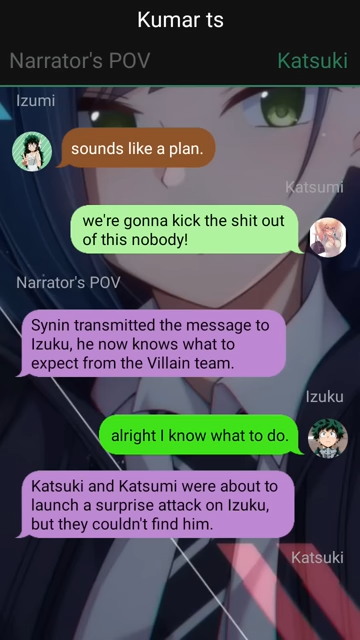 Kumar ts
Narrator's POV
Katsuki
Izumi
sounds like a plan.
Katsumi
we're gonna kick the shit out
of this nobody!
Narrator's POV
Synin transmitted the message to
Izuku, he now knows what to
expect from the Villain team.
Izuku
alright I know what to do.
Katsuki and Katsumi were about to
launch a surprise attack on Izuku,
but they couldn't find him.
Katsuki